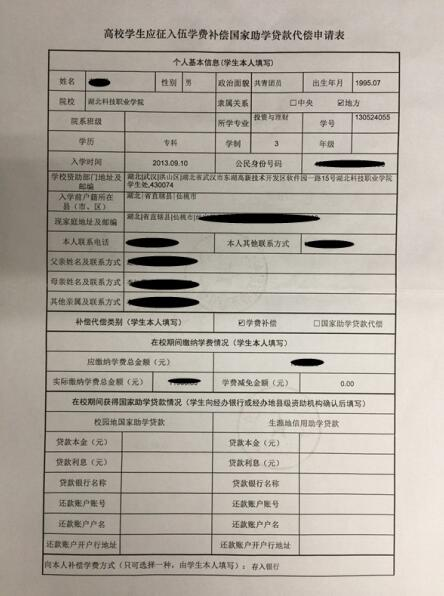 高校学生应征入伍学费补偿国家助学贷款代偿申请表
个人基本信息(学生本人填写)
姓名 性别 男 政治面貌 共青团员 出生年月 1995.07
院校 湖北科技职业学院 隶属关系 □中央 ☑地方
院系班级 所学专业 投资与理财 学号 130524055
学历 专科 学制 3 年级
入学时间 2013.09.10 公民身份号码
学校资助部门地址及邮编 湖北|武汉|洪山区|湖北省武汉市东湖高新技术开发区软件园一路15号湖北科技职业学院
学生处,430074
入学前户籍所在县（市、区） 湖北|省直辖县|仙桃市
现家庭地址及邮编 湖北|省直辖县|仙桃市|
本人联系电话 本人其他联系方式
父亲姓名及联系方式
母亲姓名及联系方式
其他亲属及联系方式
补偿代偿类别（学生本人填写） ☑学费补偿 □国家助学贷款代偿
在校期间缴纳学费情况（学生本人填写）
应缴纳学费总金额（元）
实际缴纳学费总金额（元） 学费减免金额（元） 0.00
在校期间获得国家助学贷款情况（学生向经办银行或经办地县级资助机构确认后填写）
校园地国家助学贷款 生源地信用助学贷款
贷款本金（元） 贷款本金（元）
贷款利息（元） 贷款利息（元）
贷款银行名称 贷款银行名称
还款账户账号 还款账户账号
还款账户户名 还款账户户名
还款账户开户行地址 还款账户开户行地址
向本人补偿学费方式（只可选择一种，由学生本人填写）：存入银行